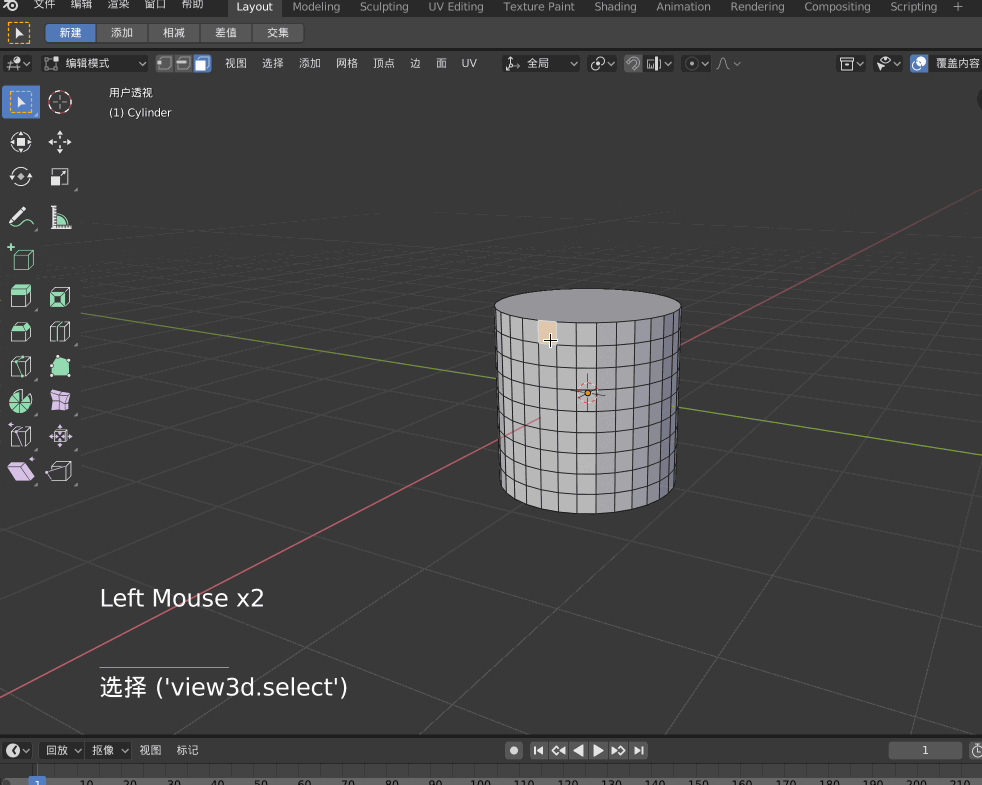 文件 编辑 渲染 窗口 帮助 Layout Modeling Sculpting UV Editing Texture Paint Shading Animation Rendering Compositing Scripting +
新建 添加 相减 差值 交集
编辑模式 视图 选择 添加 网格 顶点 边 面 UV 全局 覆盖内容
用户透视
(1) Cylinder
Left Mouse x2
选择 ('view3d.select')
回放 抠像 视图 标记 1
1 10 20 30 40 50 60 70 80 90 100 110 120 130 140 150 160 170 180 190 200 210